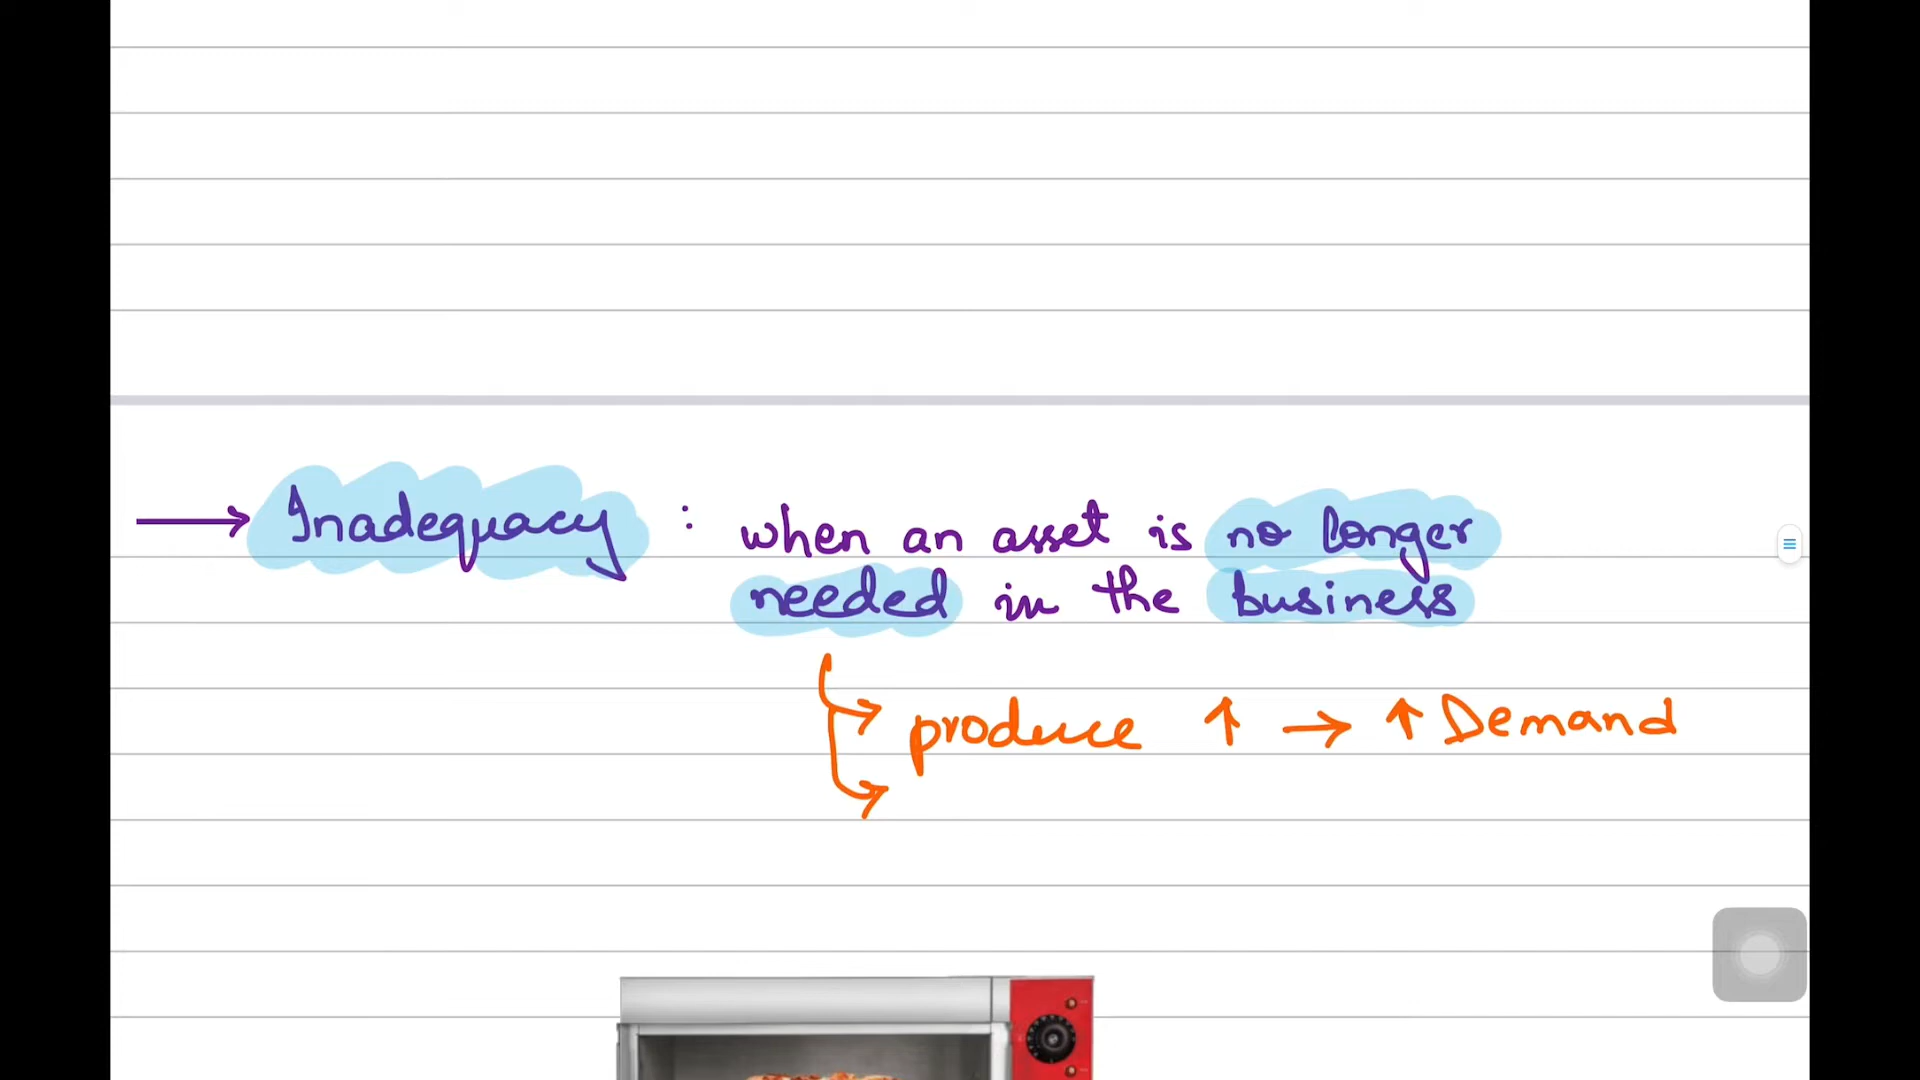 → Inadequacy : when an asset is no longer
needed in the business
→ produce ↑ → ↑ Demand
→